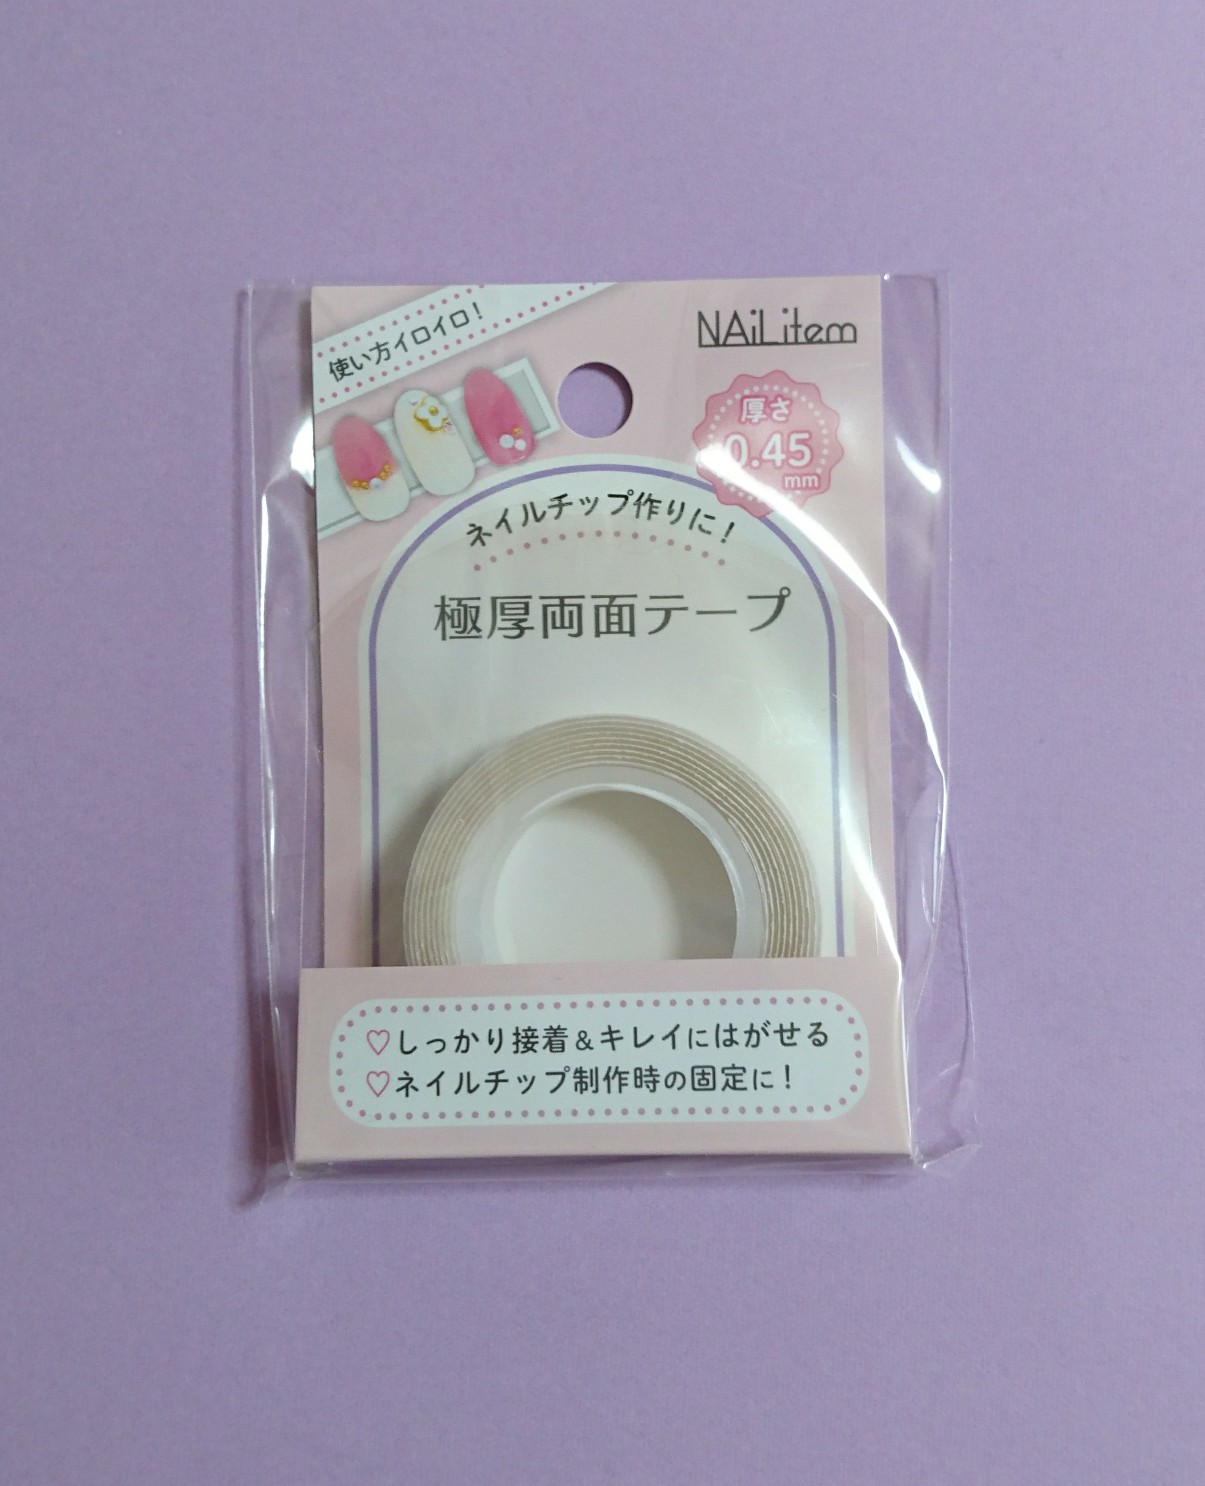 使い方イロイロ！
NAiLitem
厚さ
0.45
mm
ネイルチップ作りに！
極厚両面テープ
♡しっかり接着＆キレイにはがせる
♡ネイルチップ制作時の固定に！